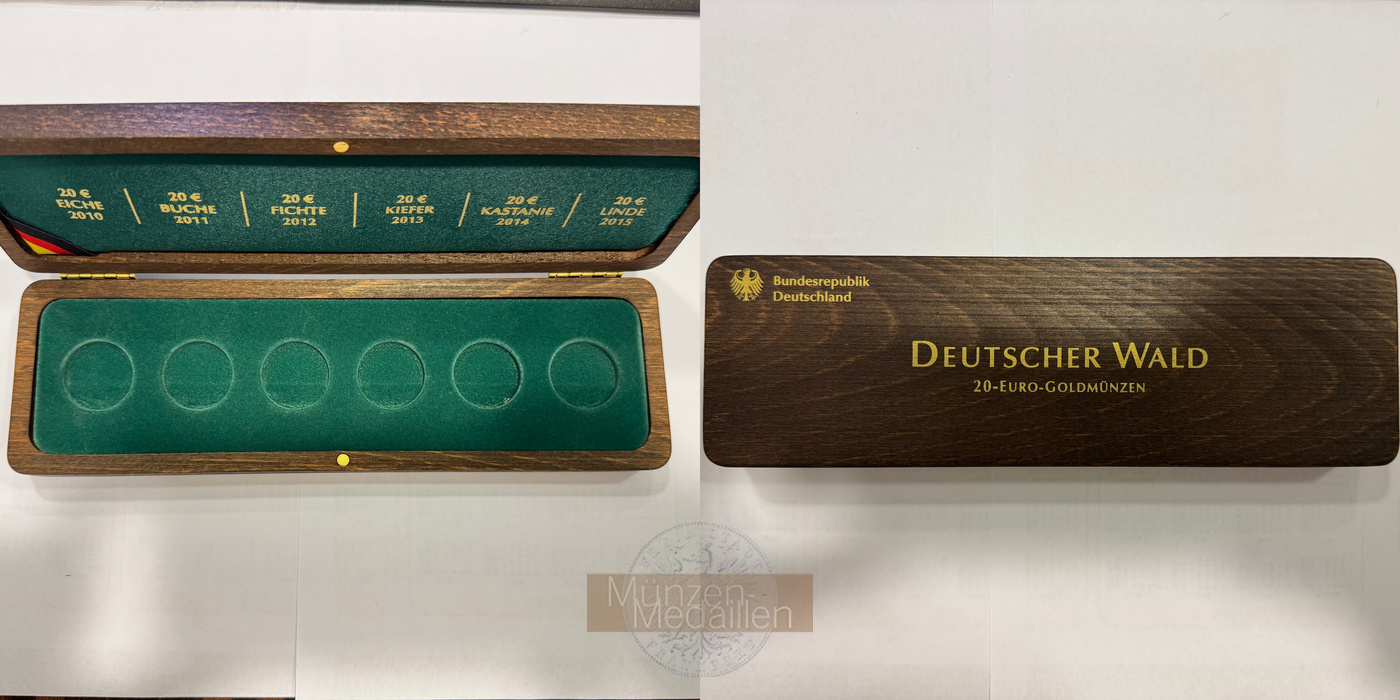 20 €
EICHE
2010
20 €
BUCHE
2011
20 €
FICHTE
2012
20 €
KIEFER
2013
20 €
KASTANIE
2014
20 €
LINDE
2015
Bundesrepublik
Deutschland
DEUTSCHER WALD
20-EURO-GOLDMÜNZEN
Münzen-
Medaillen